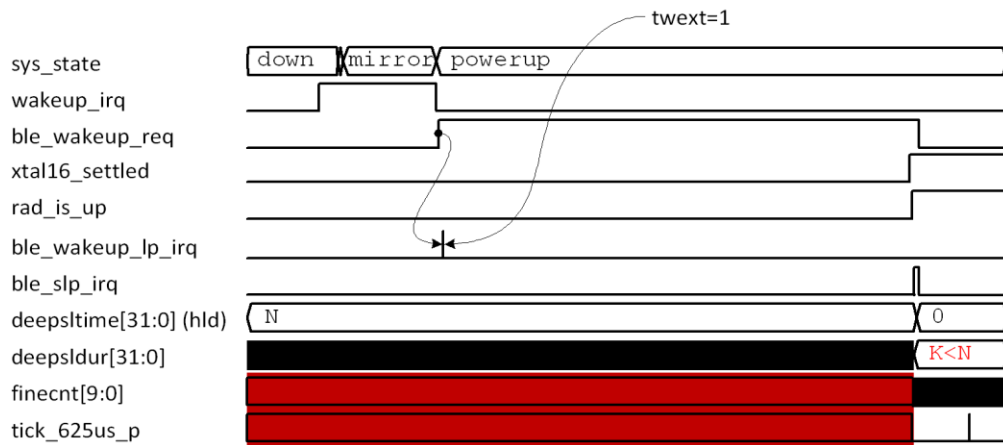 twext=1
sys_state down mirror powerup
wakeup_irq
ble_wakeup_req
xtal16_settled
rad_is_up
ble_wakeup_lp_irq
ble_slp_irq
deepsltime[31:0] (hld) N 0
deepsldur[31:0] K<N
finecnt[9:0]
tick_625us_p